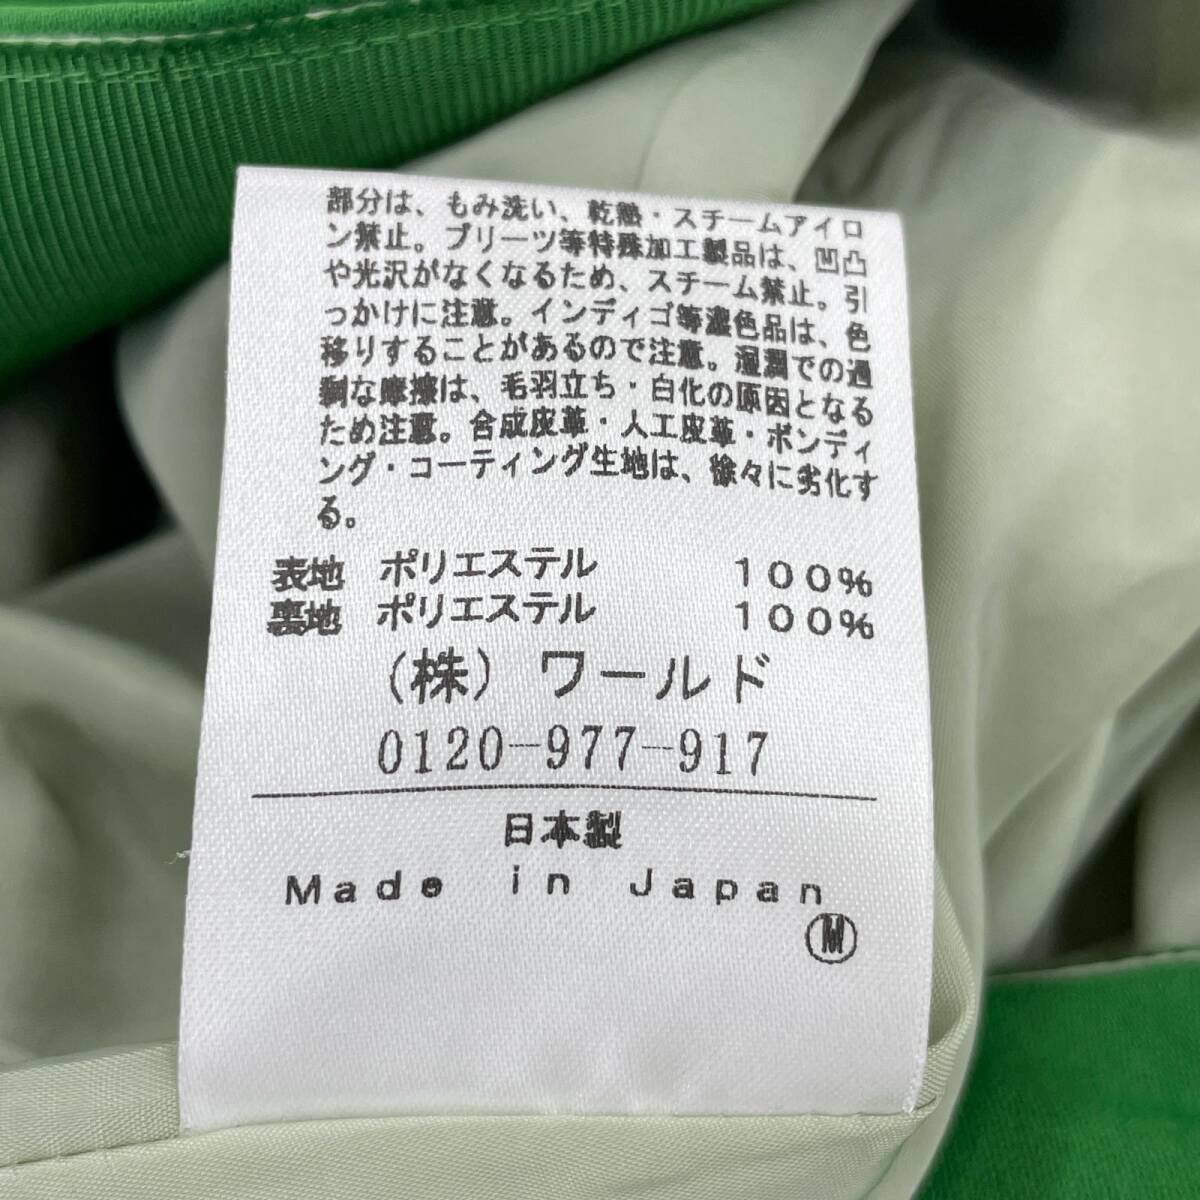 部分は、もみ洗い、乾熱・スチームアイロ
ン禁止。プリーツ等特殊加工製品は、凹凸
や光沢がなくなるため、スチーム禁止。引
っかけに注意。インディゴ等濃色品は、色
移りすることがあるので注意。湿潤での過
剰な摩擦は、毛羽立ち・白化の原因となる
ため注意。合成皮革・人工皮革・ボンディ
ング・コーティング生地は、徐々に劣化す
る。
表地 ポリエステル 100%
裏地 ポリエステル 100%
(株) ワールド
0120-977-917
日本製
Made in Japan
Ⓜ